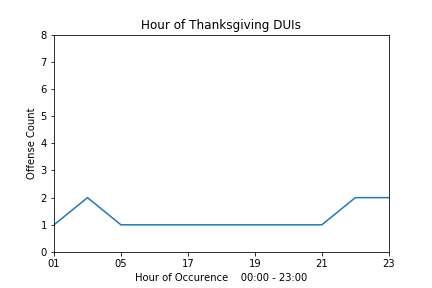 Hour of Thanksgiving DUIs
8
7
6
5
4
3
2
1
0
Offense Count
01 05 17 19 21 23
Hour of Occurence 00:00 - 23:00